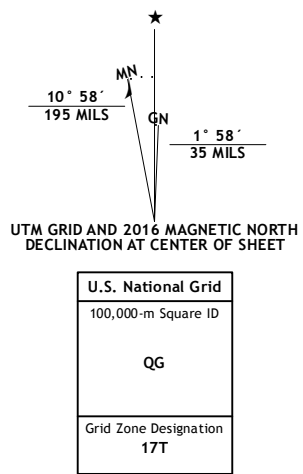 MN
GN
10° 58´
195 MILS
1° 58´
35 MILS
UTM GRID AND 2016 MAGNETIC NORTH
DECLINATION AT CENTER OF SHEET
U.S. National Grid
100,000-m Square ID
QG
Grid Zone Designation
17T